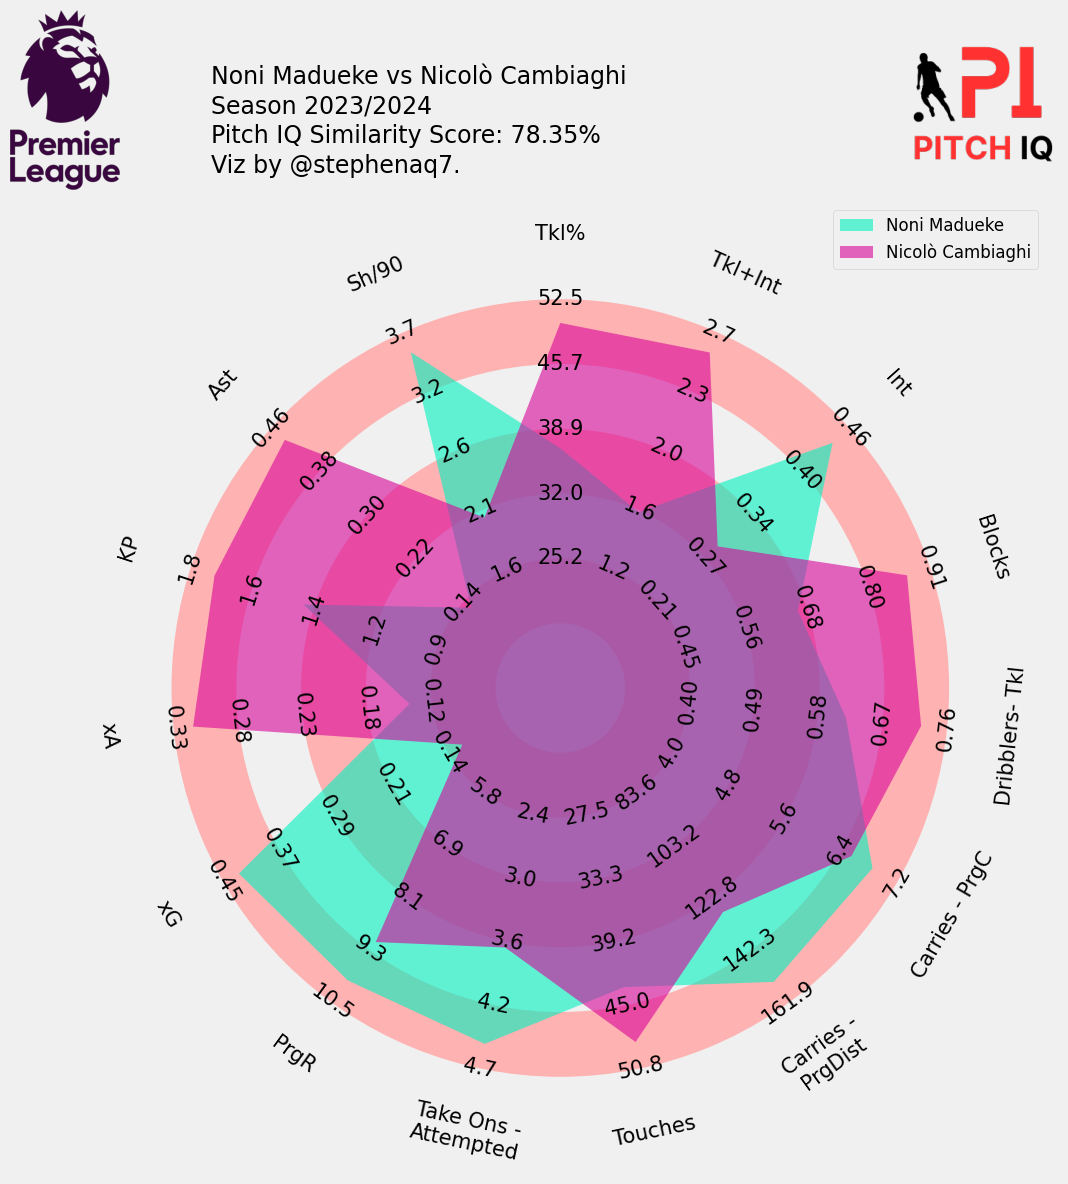 Premier
League
Noni Madueke vs Nicolò Cambiaghi
Season 2023/2024
Pitch IQ Similarity Score: 78.35%
Viz by @stephenaq7.
PI
PITCH IQ
Noni Madueke
Nicolò Cambiaghi
Tkl%
52.5
45.7
38.9
32.0
25.2
Tkl+Int
2.7
2.3
2.0
1.6
1.2
Int
0.46
0.40
0.34
0.27
0.21
Blocks
0.91
0.80
0.68
0.56
0.45
Dribblers- Tkl
0.76
0.67
0.58
0.49
0.40
Carries - PrgC
7.2
6.4
5.6
4.8
4.0
Carries -
PrgDist
161.9
142.3
122.8
103.2
83.6
Touches
50.8
45.0
39.2
33.3
27.5
Take Ons -
Attempted
4.7
4.2
3.6
3.0
2.4
PrgR
10.5
9.3
8.1
6.9
5.8
xG
0.45
0.37
0.29
0.21
0.14
xA
0.33
0.28
0.23
0.18
0.12
KP
1.8
1.6
1.4
1.2
0.9
Ast
0.46
0.38
0.30
0.22
0.14
Sh/90
3.7
3.2
2.6
2.1
1.6